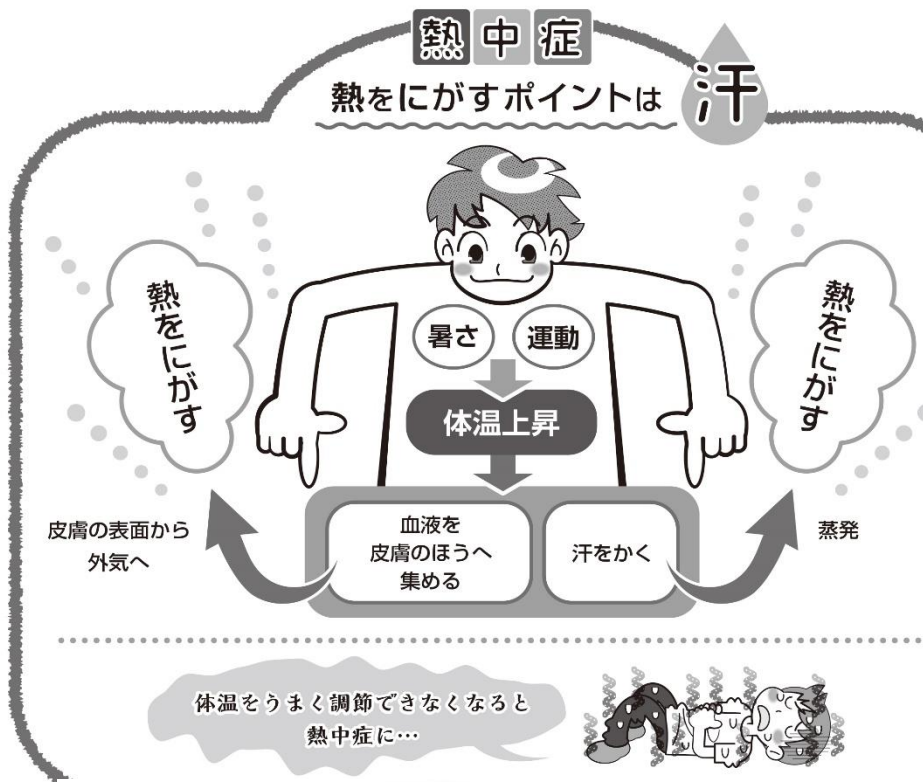 熱中症
熱をにがすポイントは
汗
熱をにがす
熱をにがす
暑さ
運動
体温上昇
血液を
皮膚のほうへ
集める
汗をかく
皮膚の表面から
外気へ
蒸発
体温をうまく調節できなくなると
熱中症に…